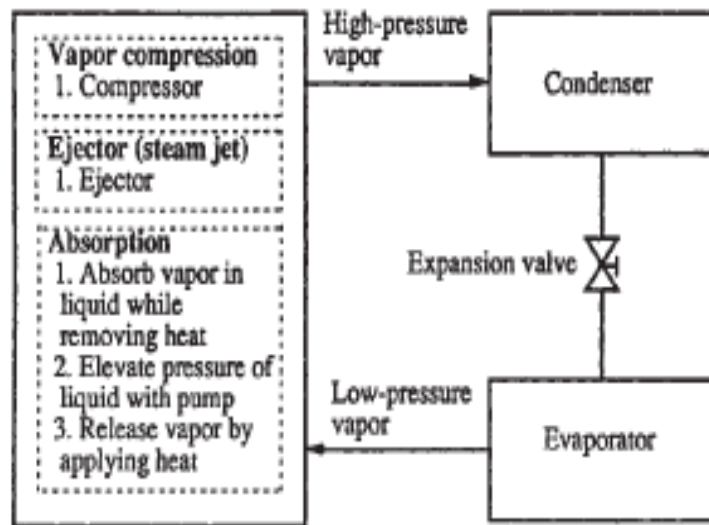 Vapor compression
1. Compressor
Ejector (steam jet)
1. Ejector
Absorption
1. Absorb vapor in
liquid while
removing heat
2. Elevate pressure of
liquid with pump
3. Release vapor by
applying heat
High-pressure
vapor
Condenser
Expansion valve
Low-pressure
vapor
Evaporator